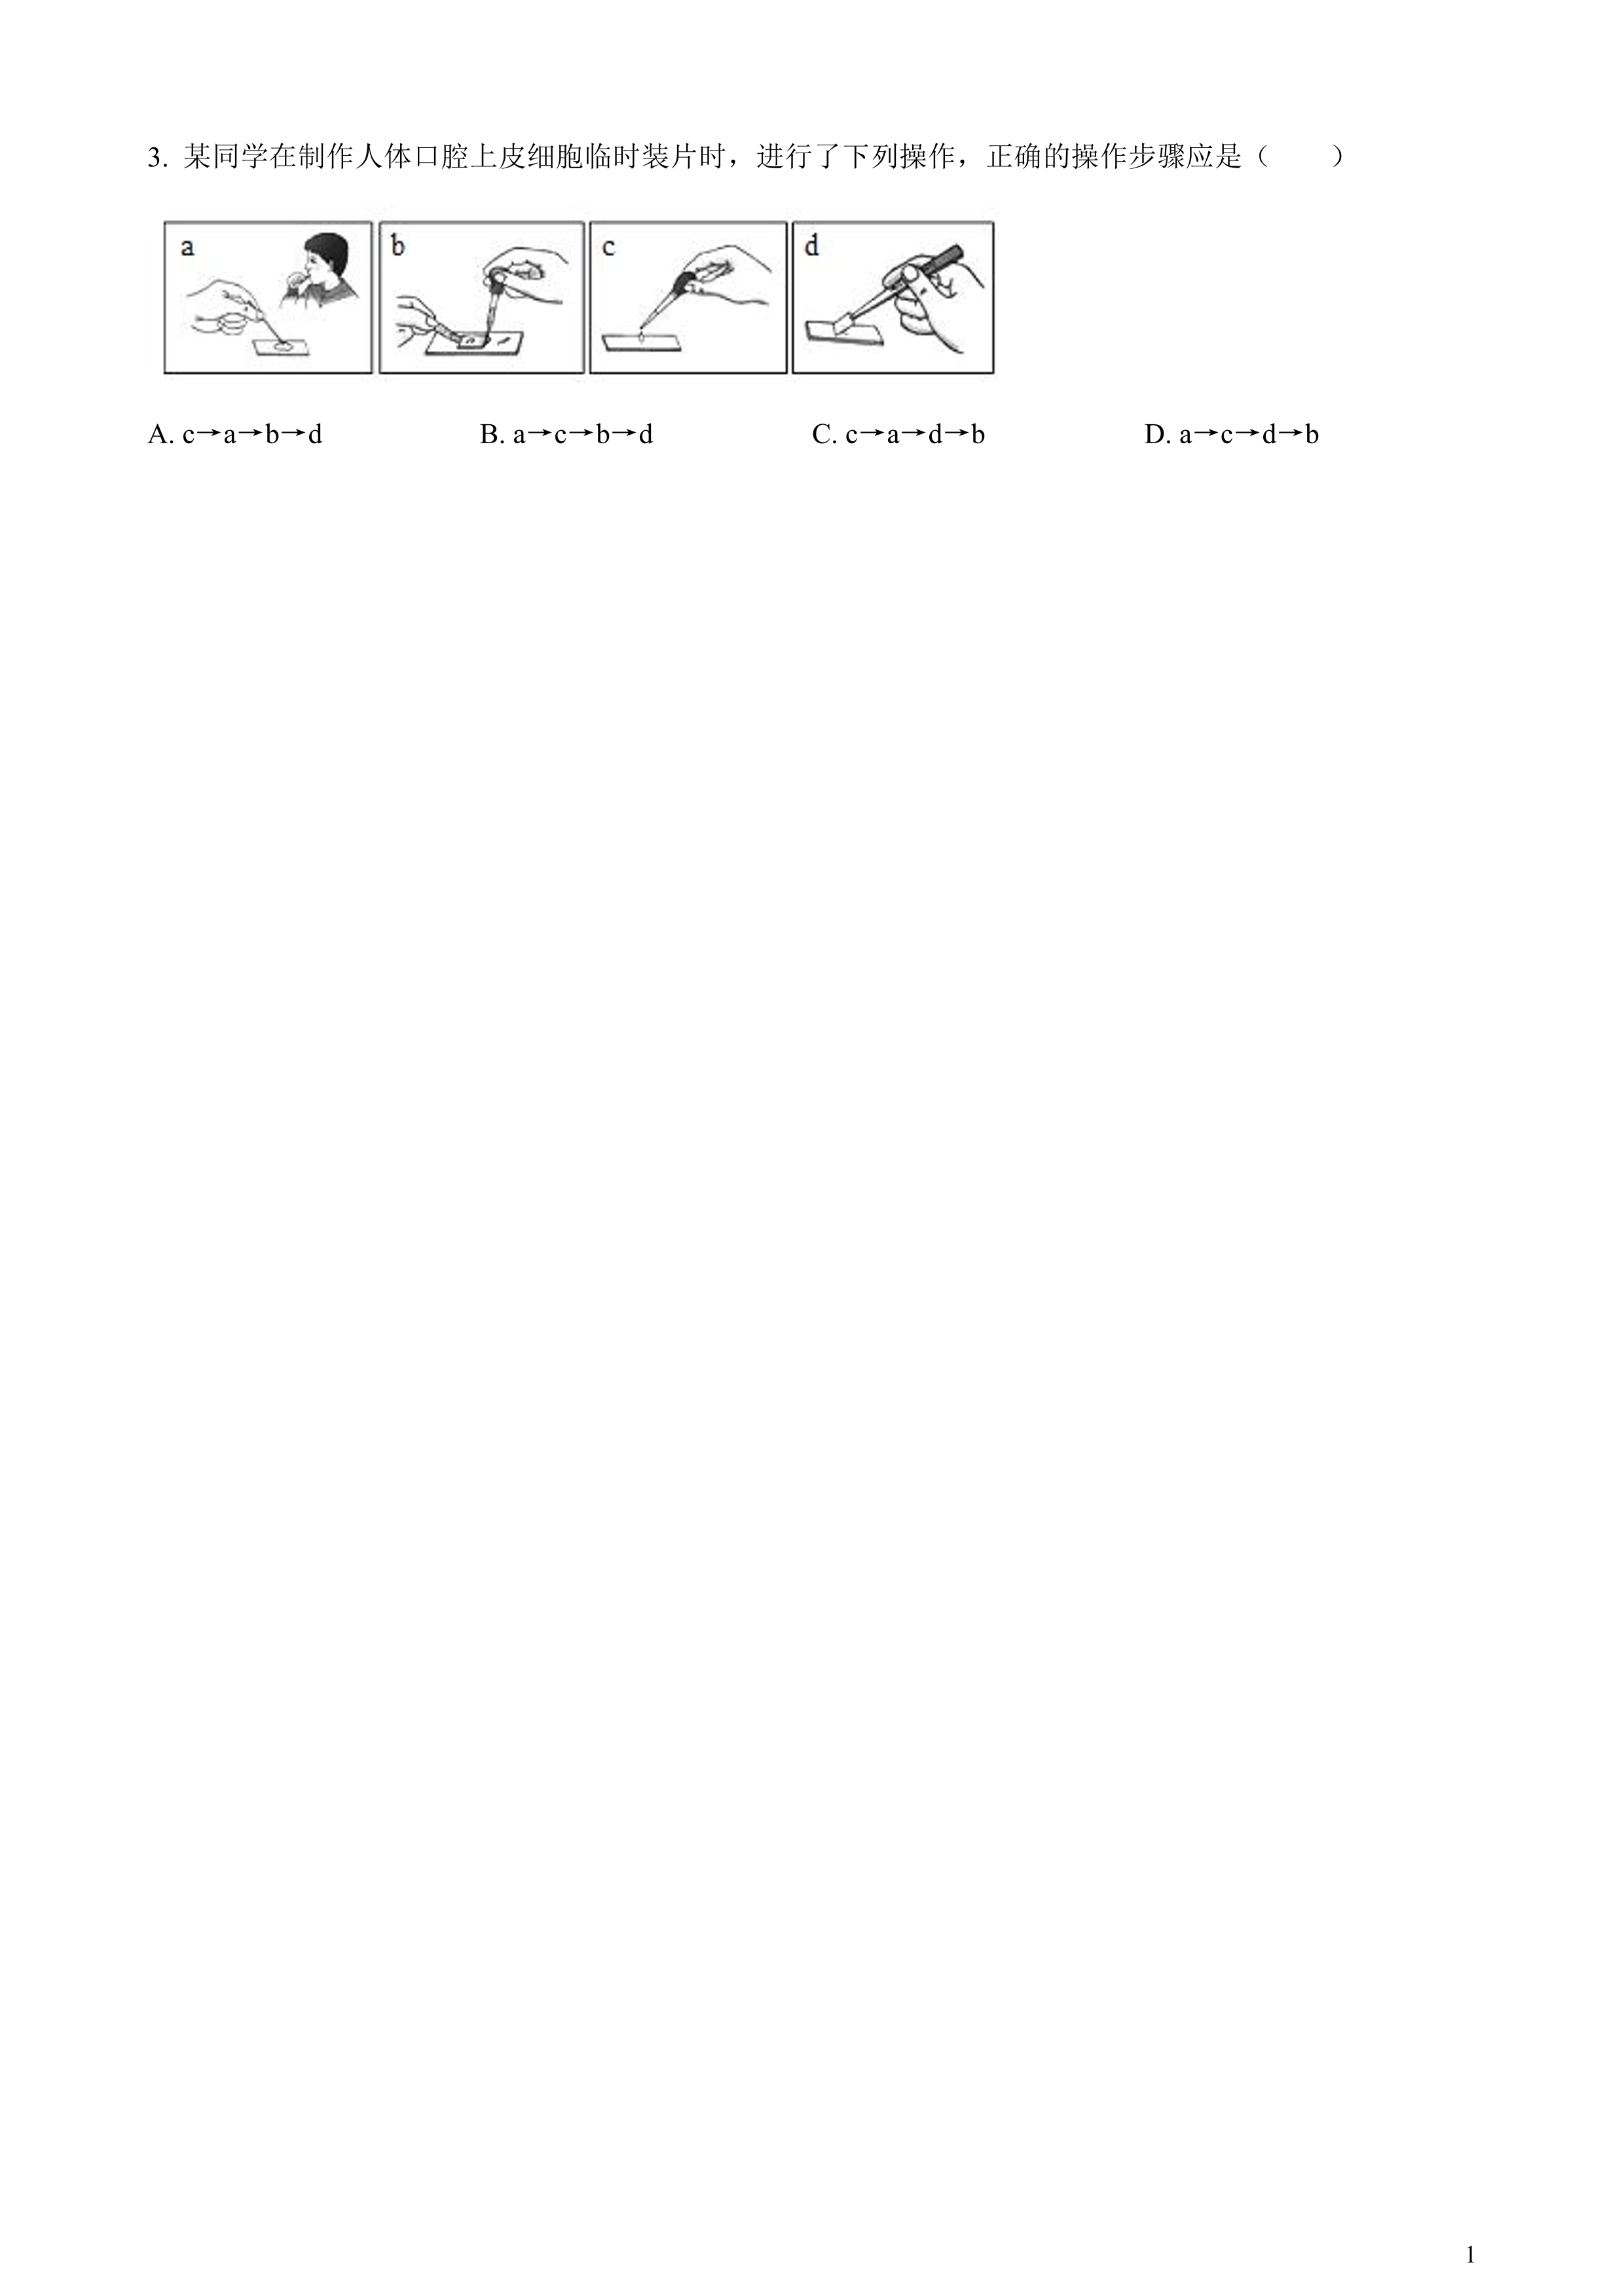 3. 某同学在制作人体口腔上皮细胞临时装片时，进行了下列操作，正确的操作步骤应是（　　）
a b c d
A. c→a→b→d B. a→c→b→d C. c→a→d→b D. a→c→d→b
1